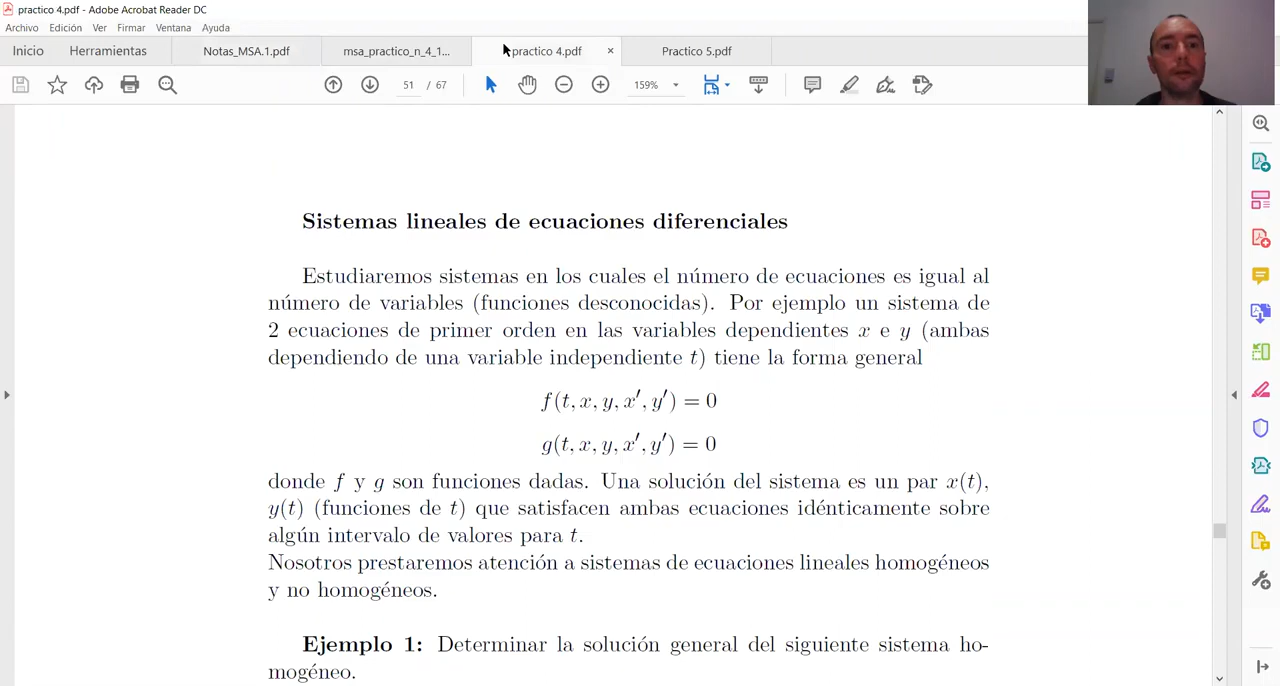 practico 4.pdf - Adobe Acrobat Reader DC
Archivo Edición Ver Firmar Ventana Ayuda
Inicio Herramientas Notas_MSA.1.pdf msa_practico_n_4_1... practico 4.pdf × Practico 5.pdf
51 / 67 159%
Sistemas lineales de ecuaciones diferenciales
Estudiaremos sistemas en los cuales el número de ecuaciones es igual al
número de variables (funciones desconocidas). Por ejemplo un sistema de
2 ecuaciones de primer orden en las variables dependientes x e y (ambas
dependiendo de una variable independiente t) tiene la forma general
f(t, x, y, x′, y′) = 0
g(t, x, y, x′, y′) = 0
donde f y g son funciones dadas. Una solución del sistema es un par x(t),
y(t) (funciones de t) que satisfacen ambas ecuaciones idénticamente sobre
algún intervalo de valores para t.
Nosotros prestaremos atención a sistemas de ecuaciones lineales homogéneos
y no homogéneos.
Ejemplo 1: Determinar la solución general del siguiente sistema ho-
mogéneo.